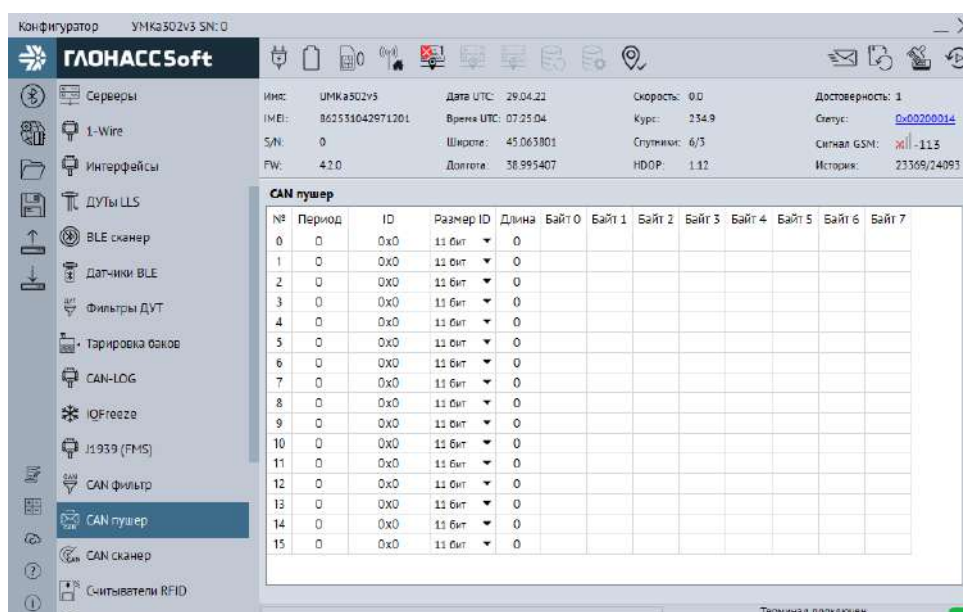 Конфигуратор УМКа302v3 SN: 0
ГЛОНАССSoft
Серверы
1-Wire
Интерфейсы
ДУТы LLS
BLE сканер
Датчики BLE
Фильтры ДУТ
Тарировка баков
CAN-LOG
IQFreeze
J1939 (FMS)
CAN фильтр
CAN пушер
CAN сканер
Считыватели RFID
Имя: UMKa302v3 Дата UTC: 29.04.22 Скорость: 0.0 Достоверность: 1
IMEI: 862531042971201 Время UTC: 07:25:04 Курс: 234.9 Статус: 0x00200014
S/N: 0 Широта: 45.063801 Спутники: 6/3 Сигнал GSM: -113
FW: 4.2.0 Долгота: 38.995407 HDOP: 1.12 История: 23369/24093
CAN пушер
№ Период ID Размер ID Длина Байт 0 Байт 1 Байт 2 Байт 3 Байт 4 Байт 5 Байт 6 Байт 7
0 0 0x0 11 бит 0
1 0 0x0 11 бит 0
2 0 0x0 11 бит 0
3 0 0x0 11 бит 0
4 0 0x0 11 бит 0
5 0 0x0 11 бит 0
6 0 0x0 11 бит 0
7 0 0x0 11 бит 0
8 0 0x0 11 бит 0
9 0 0x0 11 бит 0
10 0 0x0 11 бит 0
11 0 0x0 11 бит 0
12 0 0x0 11 бит 0
13 0 0x0 11 бит 0
14 0 0x0 11 бит 0
15 0 0x0 11 бит 0
Терминал подключен